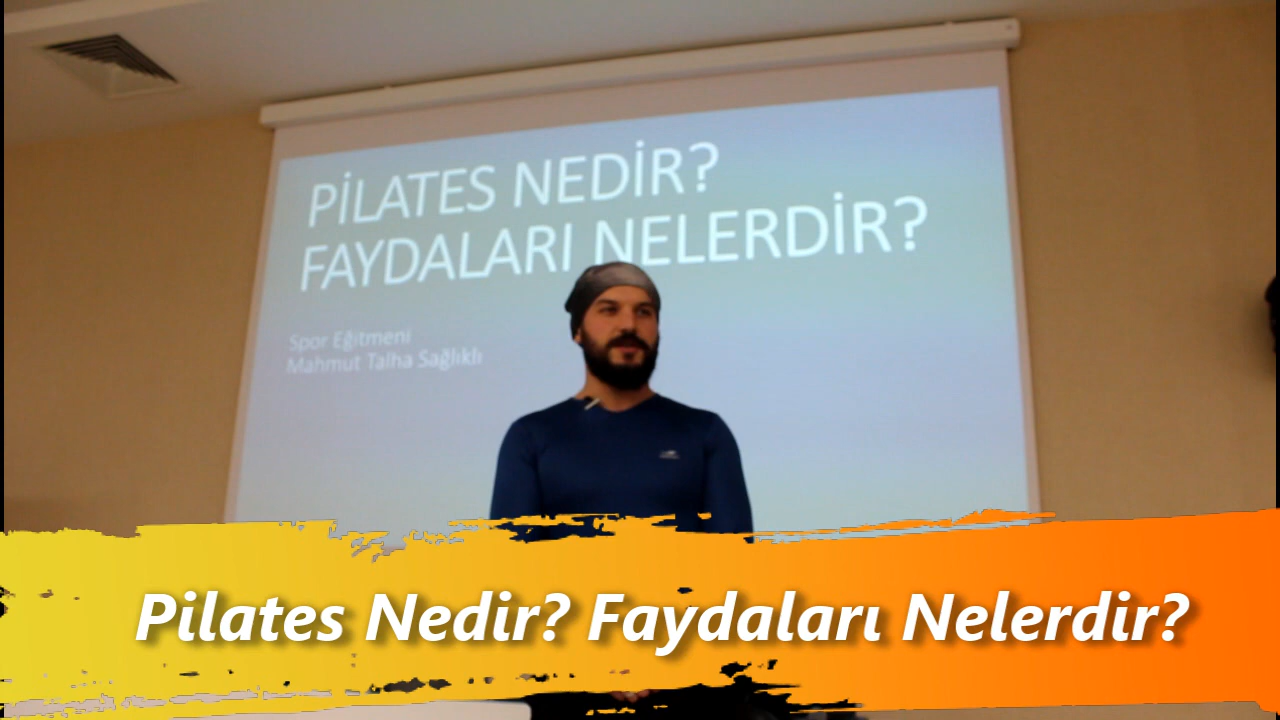 PİLATES NEDİR?
FAYDALARI NELERDİR?
Spor Eğitmeni
Mahmut Talha Sağlıklı
Pilates Nedir? Faydaları Nelerdir?